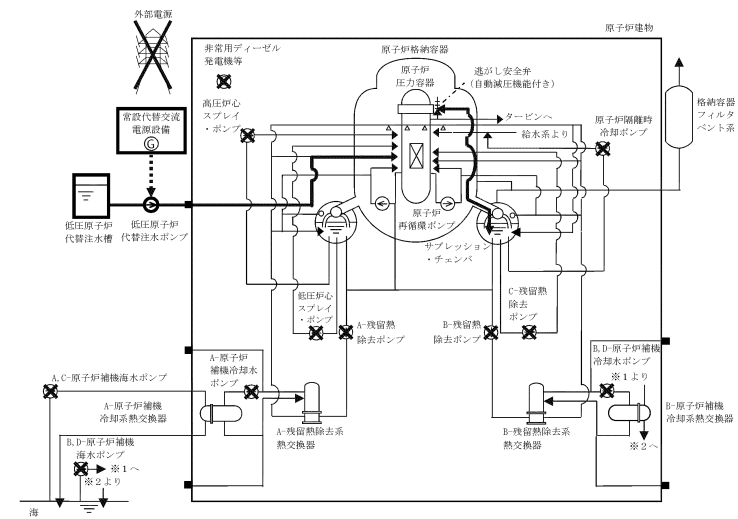 外部電源
原子炉建物
非常用ディーゼル
発電機等
原子炉格納容器
原子炉
圧力容器
逃がし安全弁
(自動減圧機能付き)
常設代替交流
電源設備
G
高圧炉心
スプレイ
・ポンプ
タービンへ
給水系より
原子炉隔離時
冷却ポンプ
格納容器
フィルタ
ベント系
低圧原子炉
代替注水槽
低圧原子炉
代替注水ポンプ
原子炉
再循環ポンプ
サプレッション
・チェンバ
低圧炉心
スプレイ
・ポンプ
A-残留熱
除去ポンプ
B-残留熱
除去ポンプ
C-残留熱
除去
ポンプ
A-原子炉
補機冷却水
ポンプ
B,D-原子炉補機
冷却水ポンプ
※1より
A,C-原子炉補機海水ポンプ
A-原子炉補機
冷却系熱交換器
B-原子炉補機
冷却系熱交換器
A-残留熱除去系
熱交換器
B-残留熱除去系
熱交換器
※2へ
B,D-原子炉補機
海水ポンプ
※1へ
※2より
海